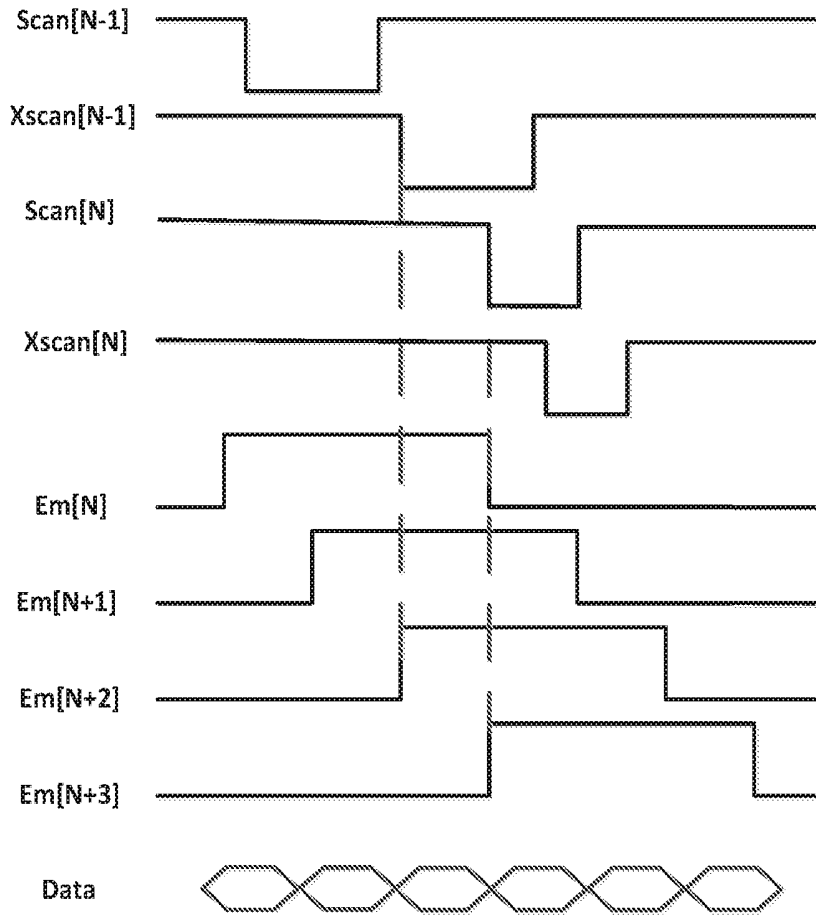 Scan[N-1]
Xscan[N-1]
Scan[N]
Xscan[N]
Em[N]
Em[N+1]
Em[N+2]
Em[N+3]
Data